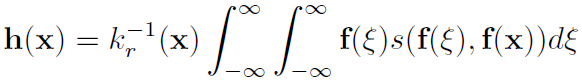 h(x) = k_r^{-1}(x) ∫_{-∞}^{∞} ∫_{-∞}^{∞} f(ξ)s(f(ξ), f(x))dξ